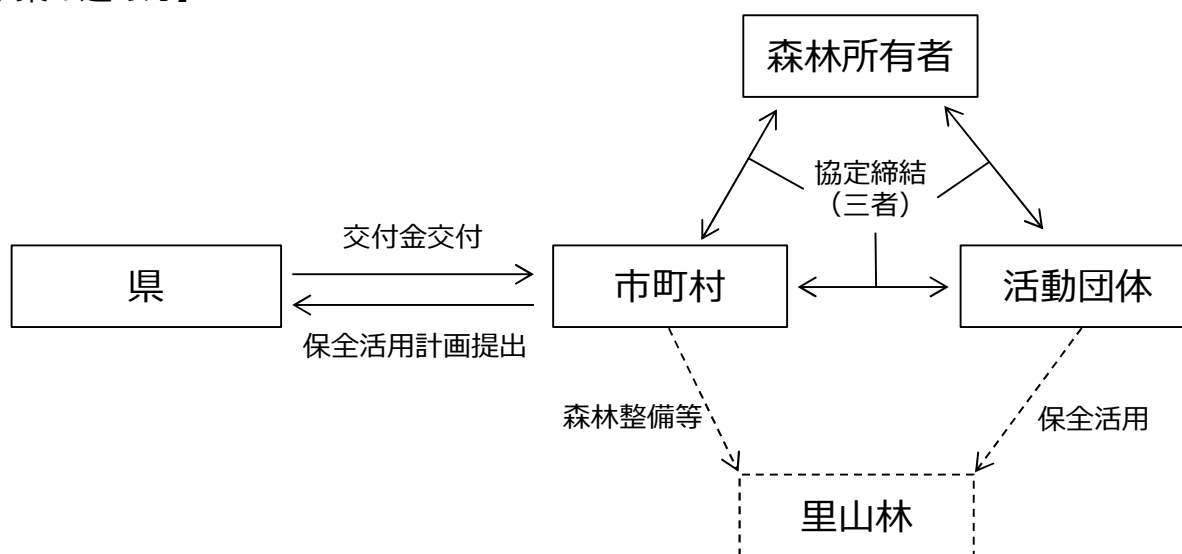 森林所有者
協定締結
（三者）
交付金交付
県
市町村
活動団体
保全活用計画提出
森林整備等
保全活用
里山林